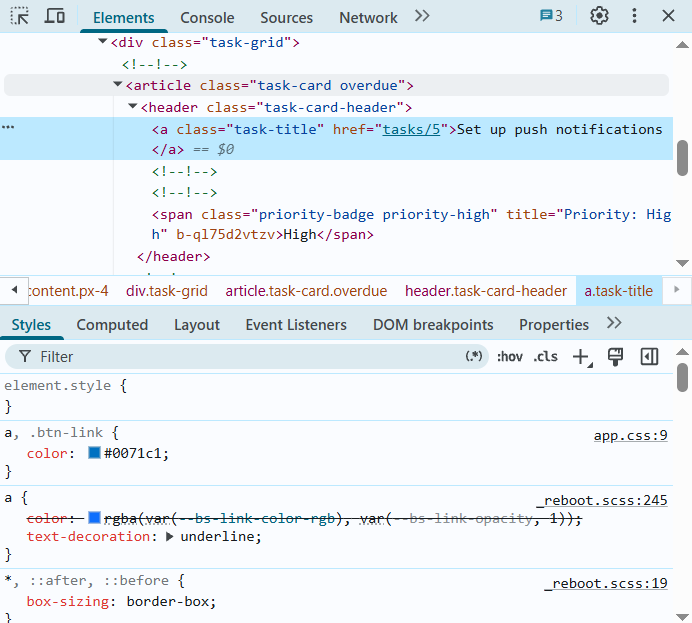 Elements Console Sources Network 3
<div class="task-grid">
<!--!-->
<article class="task-card overdue">
<header class="task-card-header">
<a class="task-title" href="tasks/5">Set up push notifications
</a> == $0
<!--!-->
<!--!-->
<span class="priority-badge priority-high" title="Priority: Hig
h" b-ql75d2vtzv>High</span>
</header>
content.px-4 div.task-grid article.task-card.overdue header.task-card-header a.task-title
Styles Computed Layout Event Listeners DOM breakpoints Properties
Filter (.*) :hov .cls
element.style {
}
a, .btn-link { app.css:9
color: #0071c1;
}
a { _reboot.scss:245
color: rgba(var(--bs-link-color-rgb), var(--bs-link-opacity, 1));
text-decoration: underline;
}
*, ::after, ::before { _reboot.scss:19
box-sizing: border-box;
}